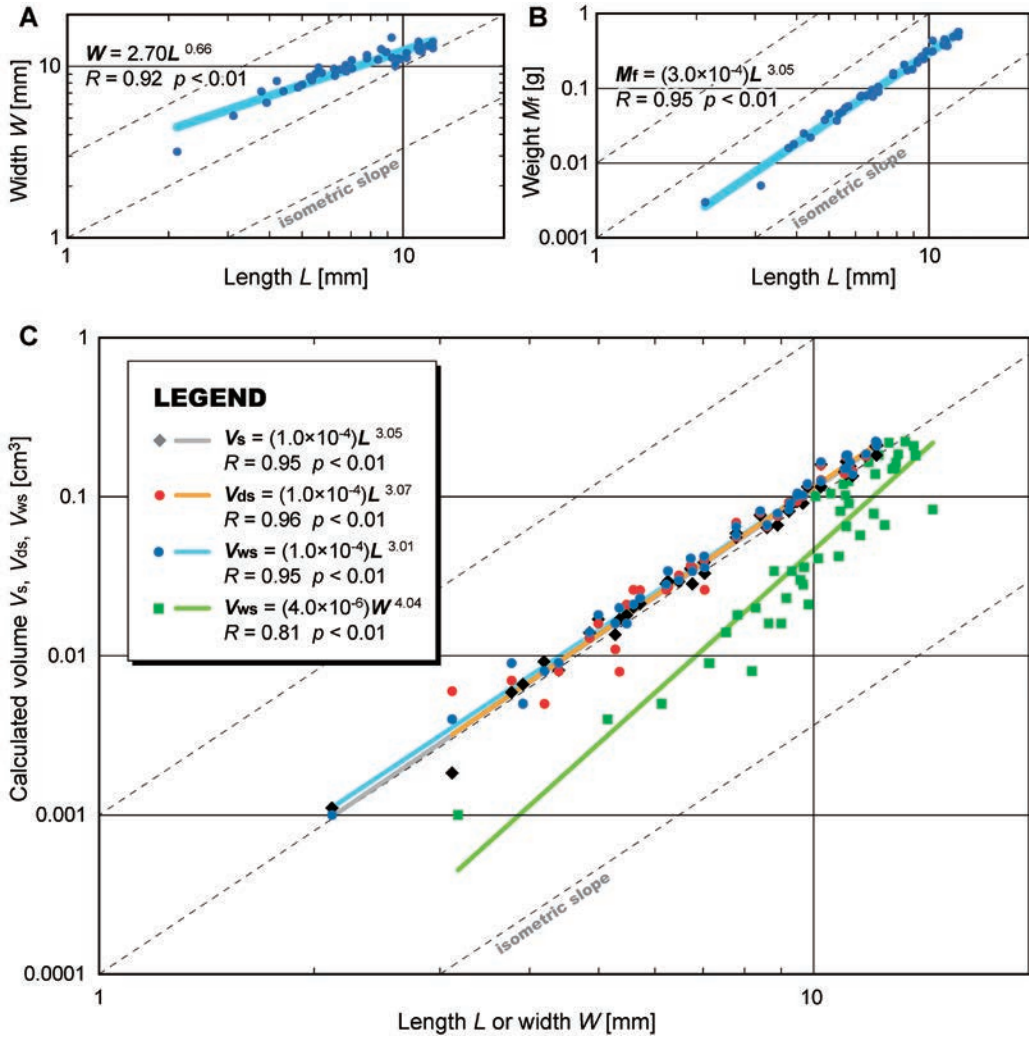 A
W = 2.70L^0.66
R = 0.92 p <0.01
10
1
Width W [mm]
isometric slope
1
10
Length L [mm]
B
1
Mf = (3.0×10^-4)L^3.05
R = 0.95 p < 0.01
0.1
0.01
0.001
Weight Mf [g]
isometric slope
1
10
Length L [mm]
C
1
0.1
0.01
0.001
0.0001
Calculated volume Vs, Vds, Vws [cm³]
LEGEND
Vs = (1.0×10^-4)L^3.05
R = 0.95 p < 0.01
Vds = (1.0×10^-4)L^3.07
R = 0.96 p < 0.01
Vws = (1.0×10^-4)L^3.01
R = 0.95 p < 0.01
Vws = (4.0×10^-6)W^4.04
R = 0.81 p < 0.01
isometric slope
1
10
Length L or width W [mm]